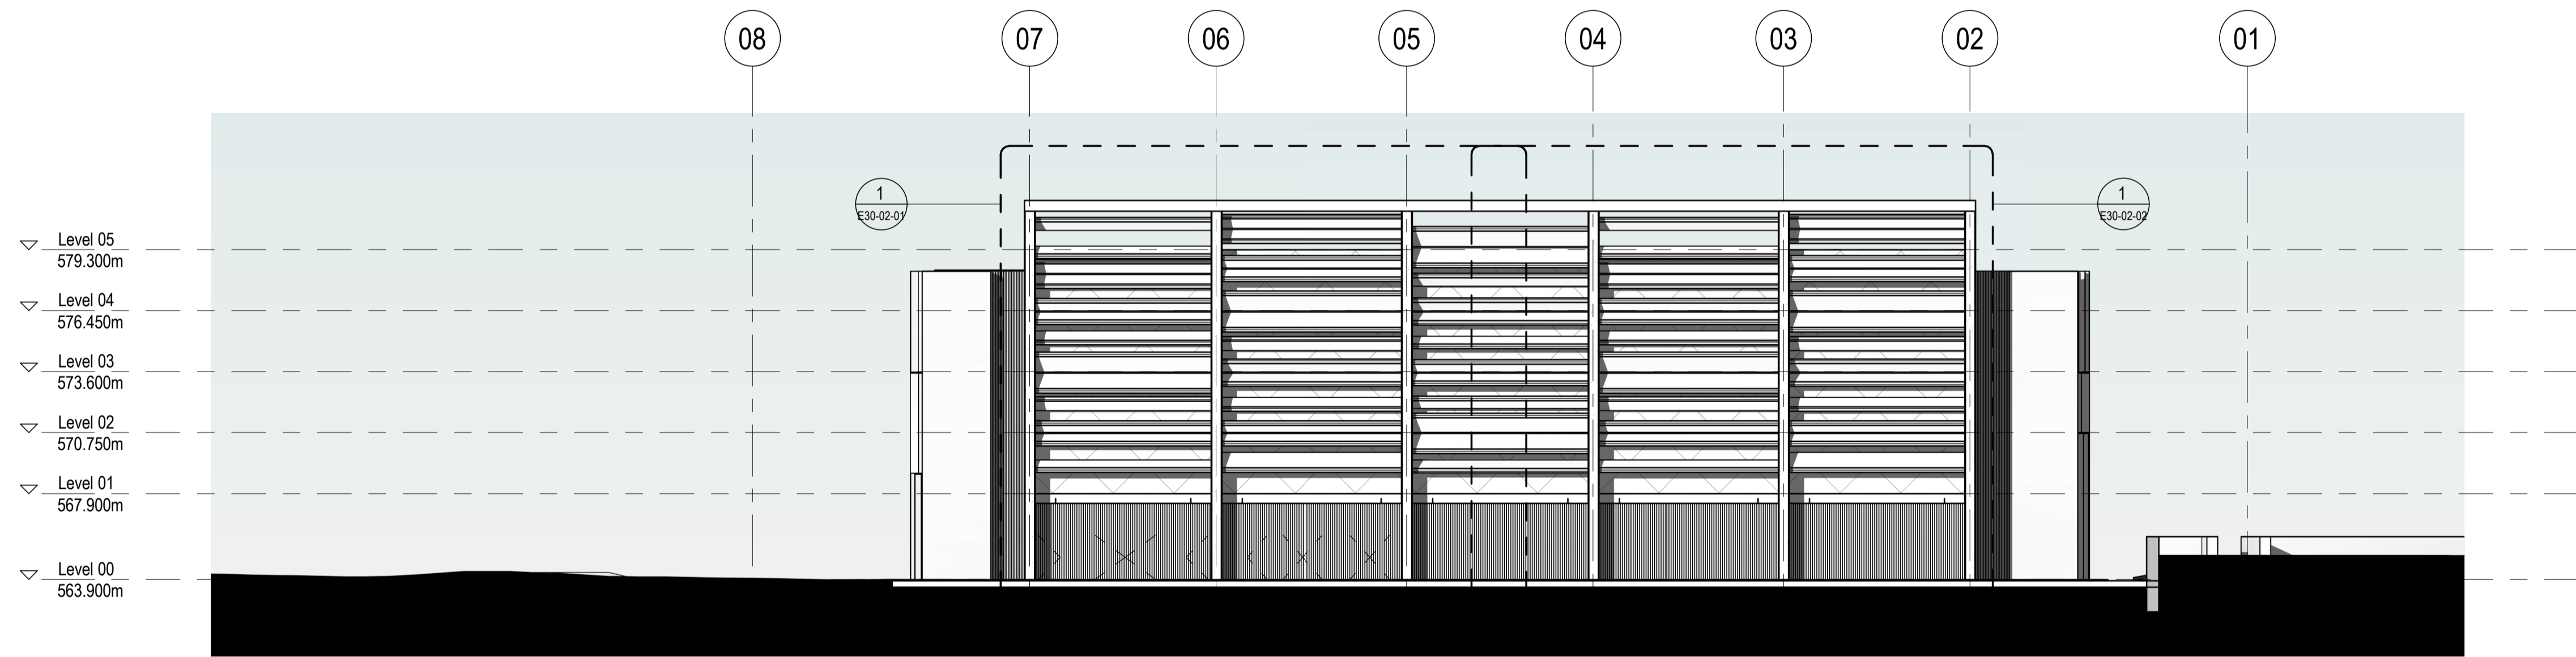 08
07
06
05
04
03
02
01
1
E30-02-01
1
E30-02-02
Level 05
579.300m
Level 04
576.450m
Level 03
573.600m
Level 02
570.750m
Level 01
567.900m
Level 00
563.900m